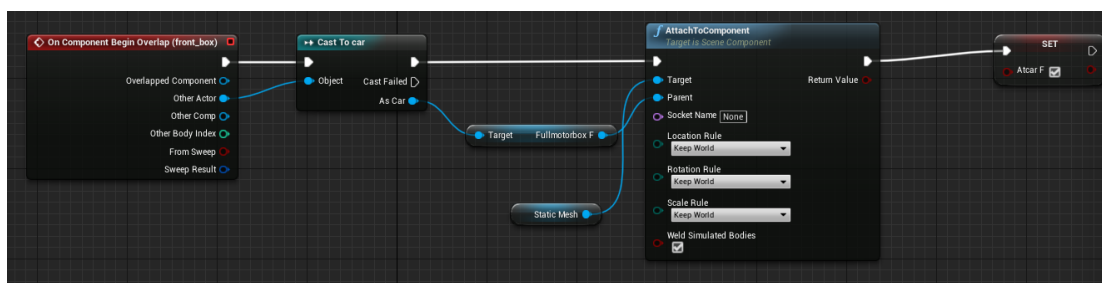 On Component Begin Overlap (front_box)
Overlapped Component
Other Actor
Other Comp
Other Body Index
From Sweep
Sweep Result
Cast To car
Object
Cast Failed
As Car
Target
Fullmotorbox F
Static Mesh
AttachToComponent
Target is Scene Component
Target
Return Value
Parent
Socket Name
None
Location Rule
Keep World
Rotation Rule
Keep World
Scale Rule
Keep World
Weld Simulated Bodies
SET
Atcar F